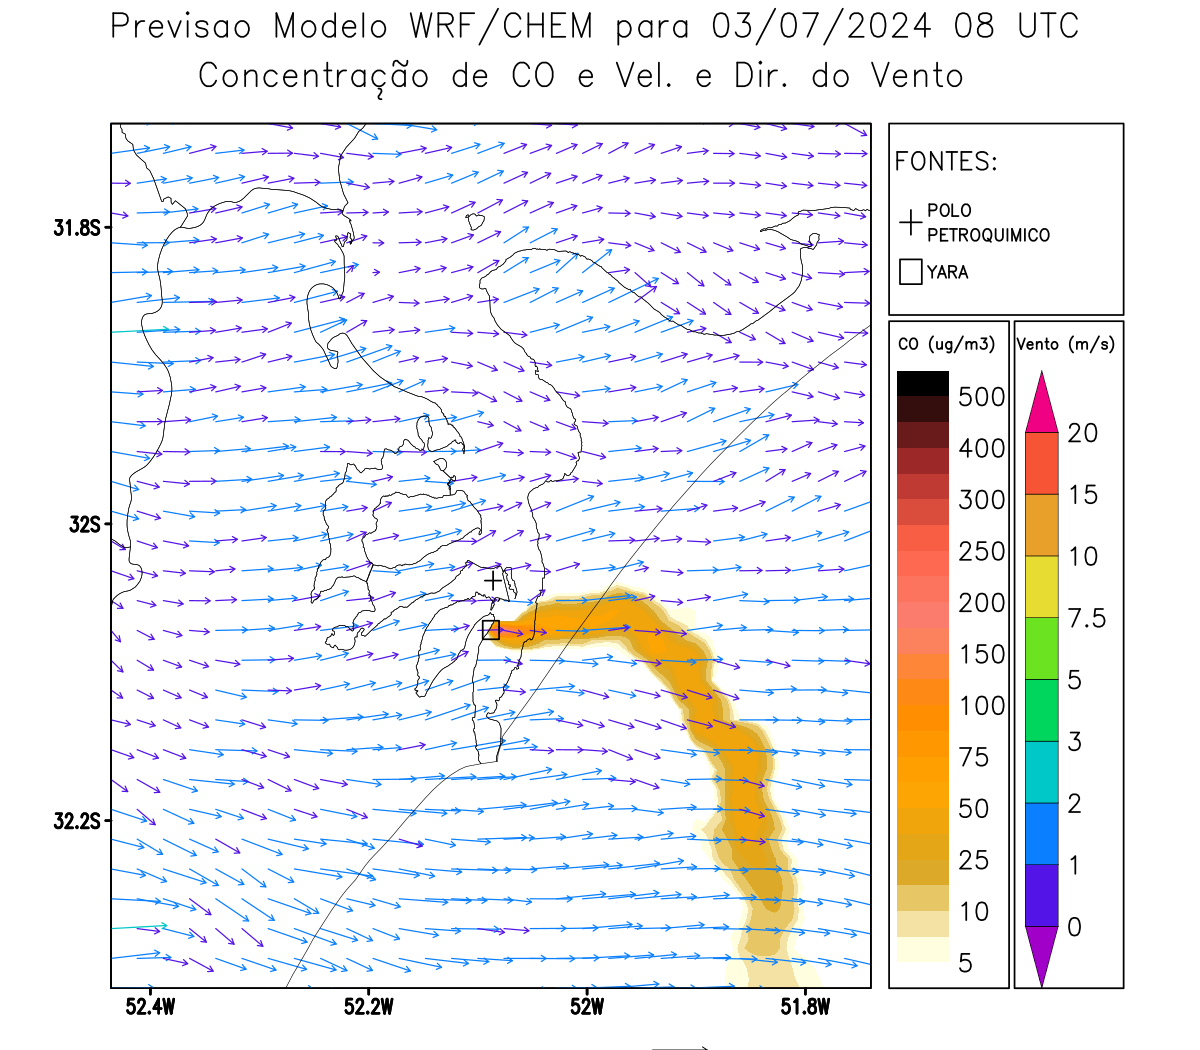 Previsao Modelo WRF/CHEM para 03/07/2024 08 UTC
Concentração de CO e Vel. e Dir. do Vento
FONTES:
POLO
PETROQUIMICO
YARA
CO (ug/m3)
500
400
300
250
200
150
100
75
50
25
10
5
Vento (m/s)
20
15
10
7.5
5
3
2
1
0
31.8S
32S
32.2S
52.4W
52.2W
52W
51.8W